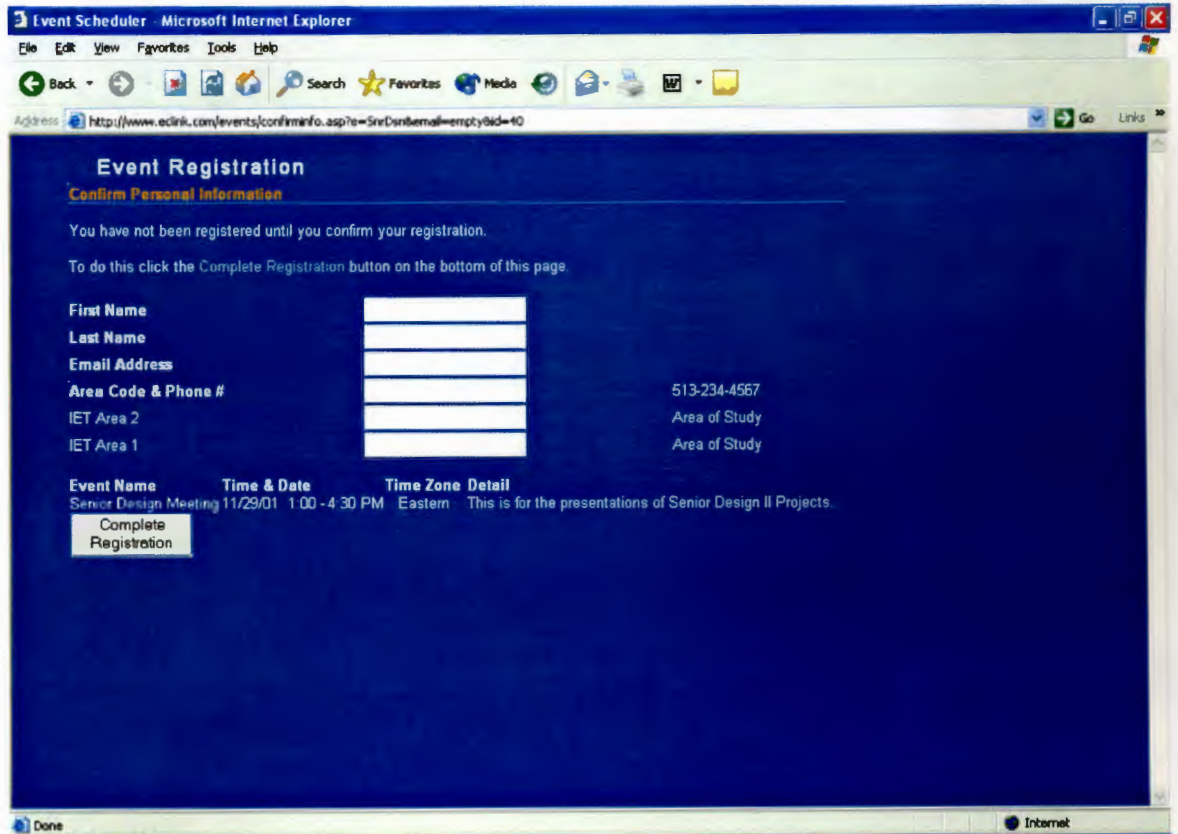 Event Scheduler - Microsoft Internet Explorer
File Edit View Favorites Tools Help
Back Search Favorites Media W
Address http://www.eclink.com/events/confirminfo.asp?e=SnrDsn&email=empty&id=40 Go Links »
Event Registration
Confirm Personal Information
You have not been registered until you confirm your registration.
To do this click the Complete Registration button on the bottom of this page.
First Name
Last Name
Email Address
Area Code & Phone # 513-234-4567
IET Area 2 Area of Study
IET Area 1 Area of Study
Event Name Time & Date Time Zone Detail
Senior Design Meeting 11/29/01 1:00 - 4:30 PM Eastern This is for the presentations of Senior Design II Projects.
Complete
Registration
Done Internet